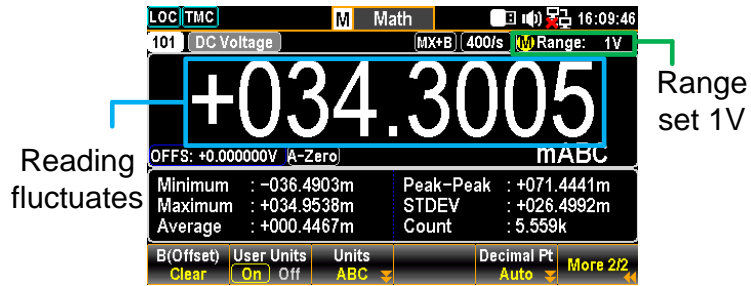 LOC TMC M Math 16:09:46
101 DC Voltage MX+B 400/s M Range: 1V
+034.3005
OFFS: +0.000000V A-Zero mABC
Minimum : -036.4903m Peak-Peak : +071.4441m
Maximum : +034.9538m STDEV : +026.4992m
Average : +000.4467m Count : 5.559k
B(Offset) User Units Units Decimal Pt More 2/2
Clear On Off ABC Auto
Reading
fluctuates
Range
set 1V